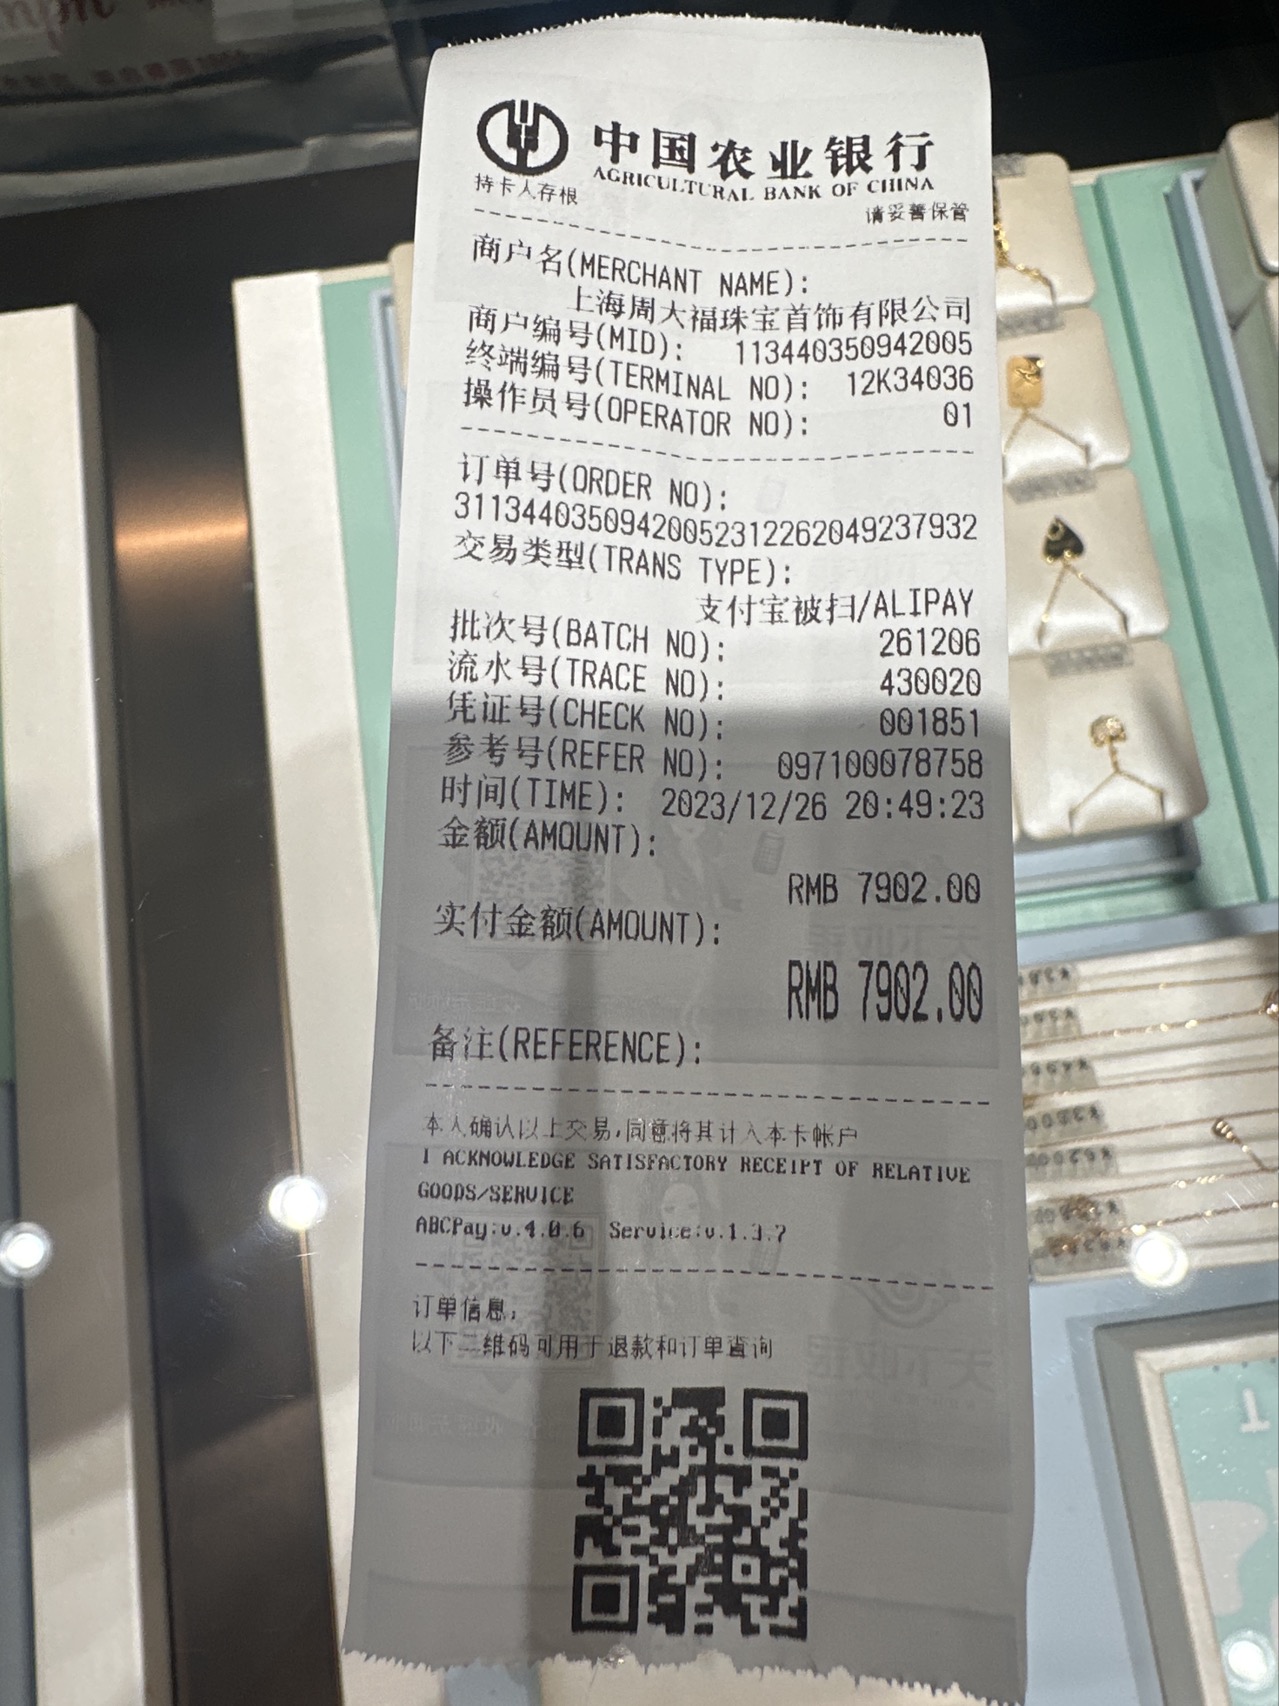 中国农业银行
AGRICULTURAL BANK OF CHINA
持卡人存根
请妥善保管
商户名(MERCHANT NAME):
上海周大福珠宝首饰有限公司
商户编号(MID): 113440350942005
终端编号(TERMINAL NO): 12K34036
操作员号(OPERATOR NO): 01
订单号(ORDER NO):
31134403509420052312262049237932
交易类型(TRANS TYPE):
支付宝被扫/ALIPAY
批次号(BATCH NO): 261206
流水号(TRACE NO): 430020
凭证号(CHECK NO): 001851
参考号(REFER NO): 097100078758
时间(TIME): 2023/12/26 20:49:23
金额(AMOUNT):
RMB 7902.00
实付金额(AMOUNT):
RMB 7902.00
备注(REFERENCE):
本人确认以上交易,同意将其计入本卡帐户
I ACKNOWLEDGE SATISFACTORY RECEIPT OF RELATIVE
GOODS/SERVICE
ABCPay:v.4.0.6 Service:v.1.3.7
订单信息:
以下二维码可用于退款和订单查询